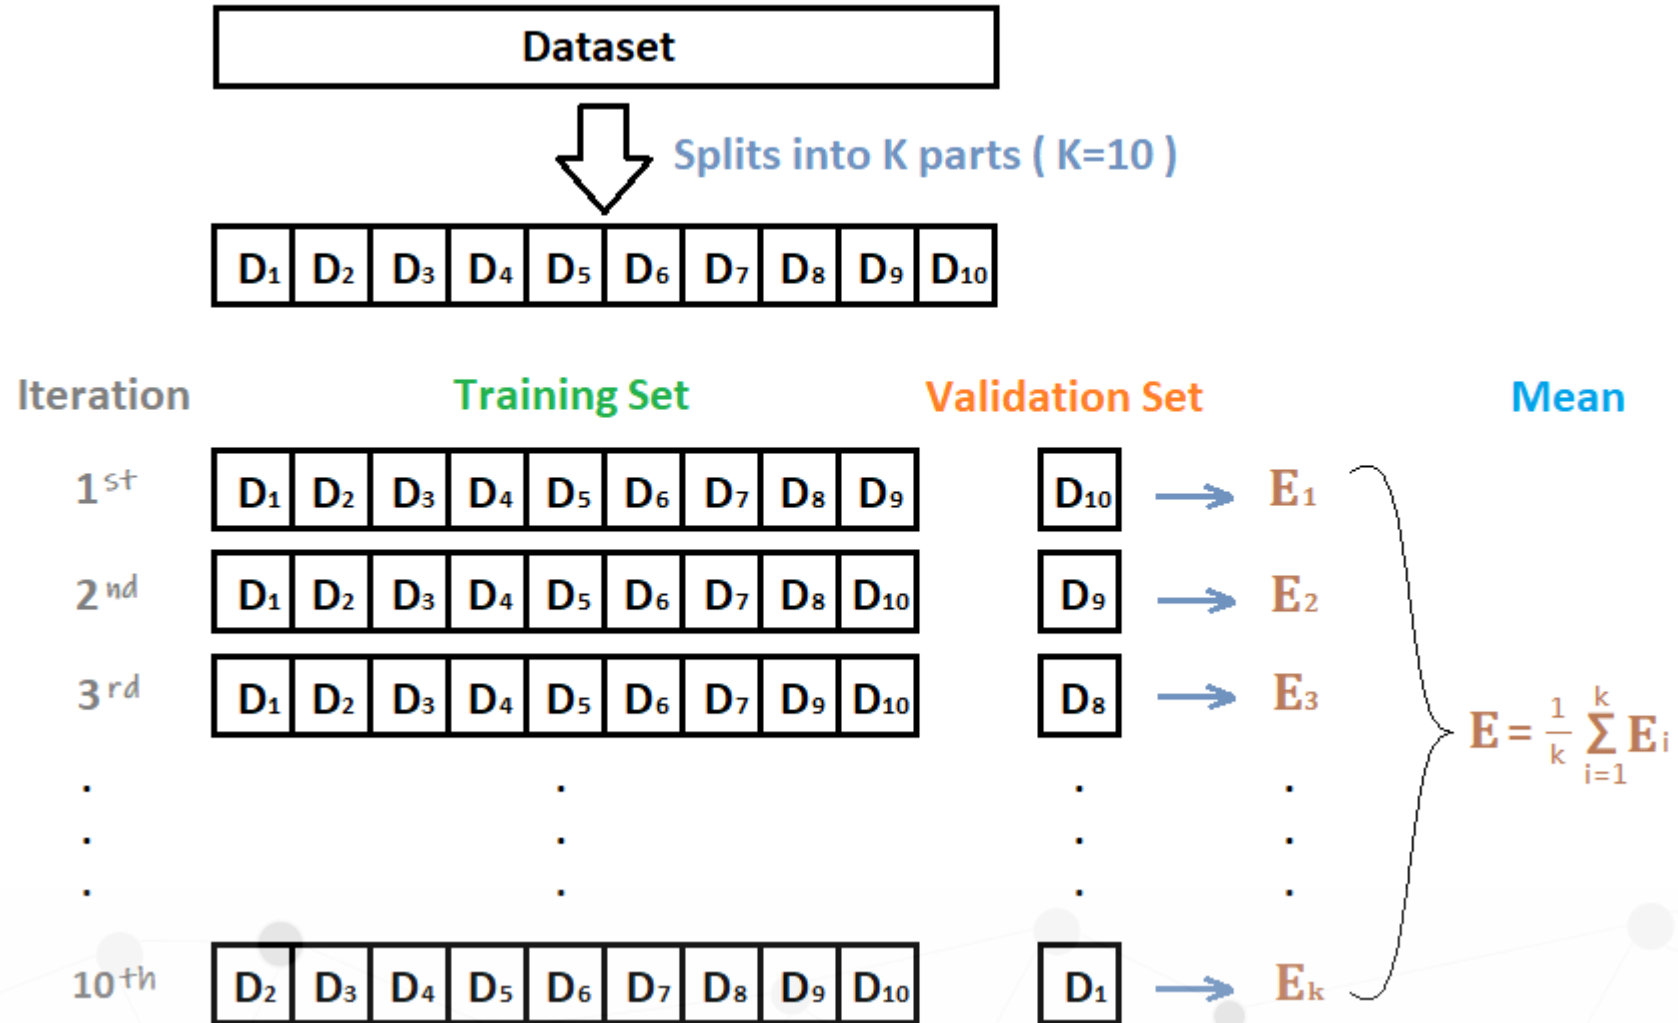 Dataset
Splits into K parts ( K=10 )
D₁ D₂ D₃ D₄ D₅ D₆ D₇ D₈ D₉ D₁₀
Iteration Training Set Validation Set Mean
1st D₁ D₂ D₃ D₄ D₅ D₆ D₇ D₈ D₉ D₁₀ E₁
2nd D₁ D₂ D₃ D₄ D₅ D₆ D₇ D₈ D₁₀ D₉ E₂
3rd D₁ D₂ D₃ D₄ D₅ D₆ D₇ D₉ D₁₀ D₈ E₃
E = 1/k ∑ᵏᵢ₌₁ Eᵢ
10th D₂ D₃ D₄ D₅ D₆ D₇ D₈ D₉ D₁₀ D₁ Eₖ